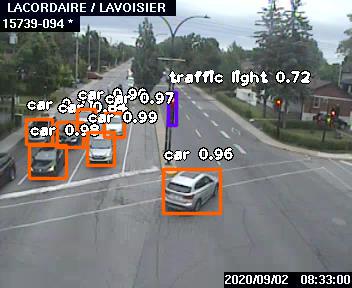 LACORDAIRE / LAVOISIER
15739-094 *
traffic light 0.72
car 0.96
car 0.97
car 0.99
car 0.98
car 0.96
2020/09/02 08:33:00